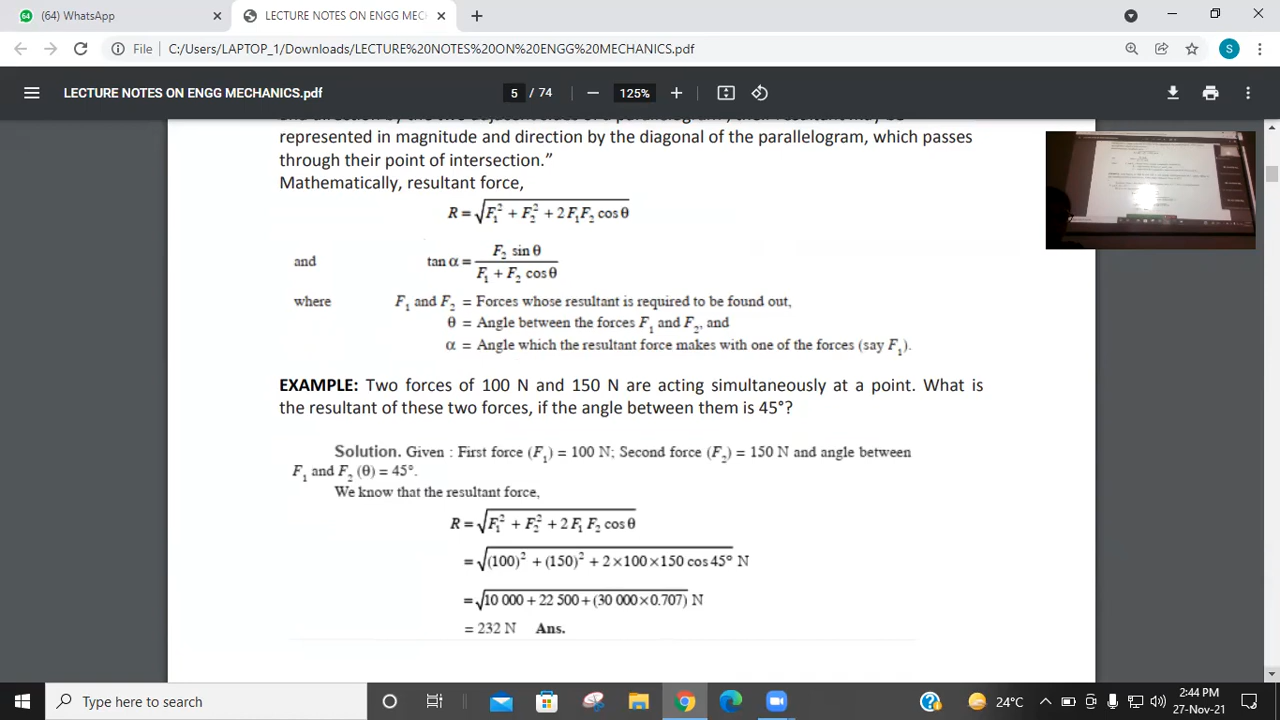 (64) WhatsApp
LECTURE NOTES ON ENGG MEC
File C:/Users/LAPTOP_1/Downloads/LECTURE%20NOTES%20ON%20ENGG%20MECHANICS.pdf
S
LECTURE NOTES ON ENGG MECHANICS.pdf
5 / 74
125%
represented in magnitude and direction by the diagonal of the parallelogram, which passes
through their point of intersection.”
Mathematically, resultant force,
R = √(F₁² + F₂² + 2 F₁F₂ cos θ)
and tan α = F₂ sin θ / F₁ + F₂ cos θ
where F₁ and F₂ = Forces whose resultant is required to be found out,
θ = Angle between the forces F₁ and F₂, and
α = Angle which the resultant force makes with one of the forces (say F₁).
EXAMPLE: Two forces of 100 N and 150 N are acting simultaneously at a point. What is
the resultant of these two forces, if the angle between them is 45°?
Solution. Given : First force (F₁) = 100 N; Second force (F₂) = 150 N and angle between
F₁ and F₂ (θ) = 45°.
We know that the resultant force,
R = √(F₁² + F₂² + 2 F₁ F₂ cos θ)
= √((100)² + (150)² + 2 × 100 × 150 cos 45°) N
= √(10 000 + 22 500 + (30 000 × 0.707)) N
= 232 N Ans.
Type here to search
24°C
2:44 PM
27-Nov-21